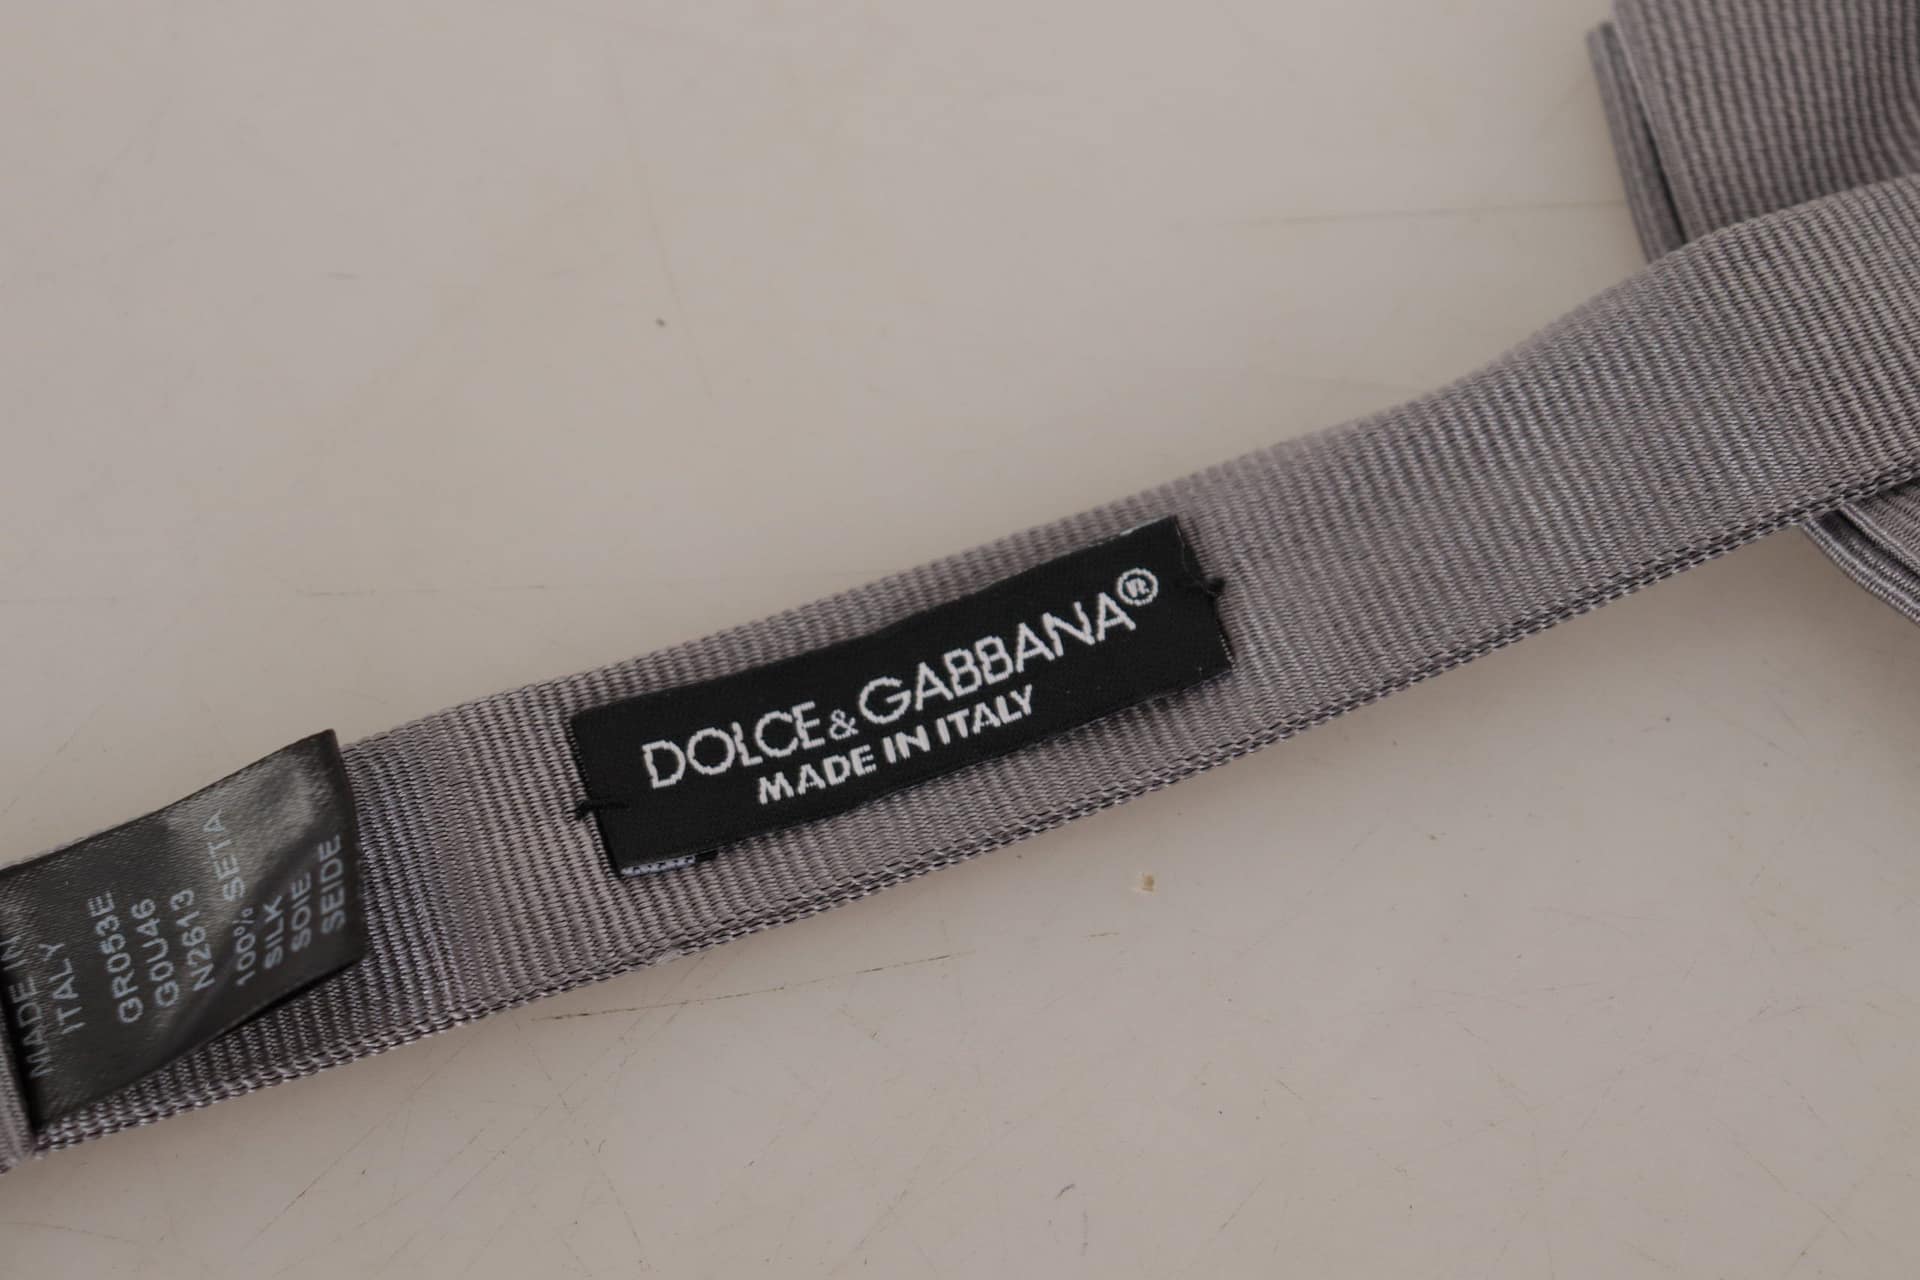 DOLCE&GABBANA®
MADE IN ITALY
MADE IN
ITALY
GR053E
G0U46
N2613
100% SETA
SILK
SOIE
SEIDE